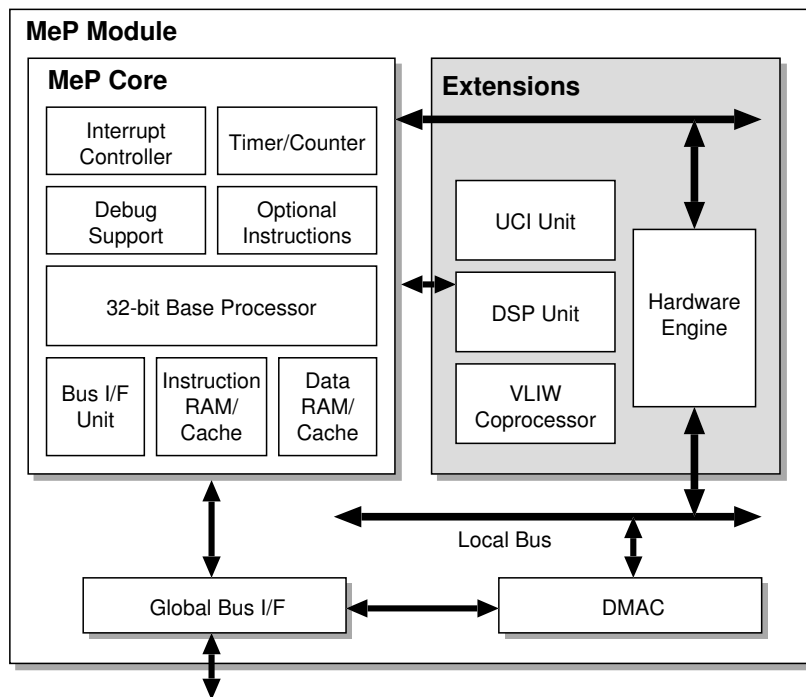 MeP Module
MeP Core
Interrupt
Controller
Timer/Counter
Debug
Support
Optional
Instructions
32-bit Base Processor
Bus I/F
Unit
Instruction
RAM/
Cache
Data
RAM/
Cache
Extensions
UCI Unit
DSP Unit
VLIW
Coprocessor
Hardware
Engine
Local Bus
Global Bus I/F
DMAC